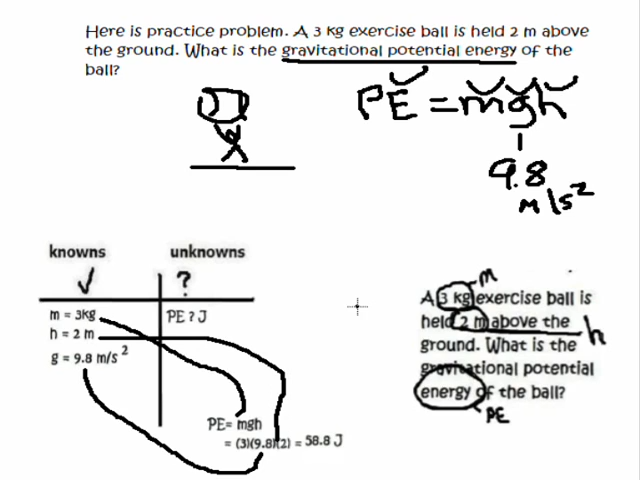 Here is practice problem. A 3 kg exercise ball is held 2 m above
the ground. What is the gravitational potential energy of the
ball?
PE = mgh
9.8
m/s²
knowns unknowns
?
m = 3kg PE ? J
h = 2 m
g = 9.8 m/s²
PE= mgh
= (3)(9.8)(2) = 58.8 J
m
A 3 kg exercise ball is
held 2 m above the
h
ground. What is the
gravitational potential
energy of the ball?
PE